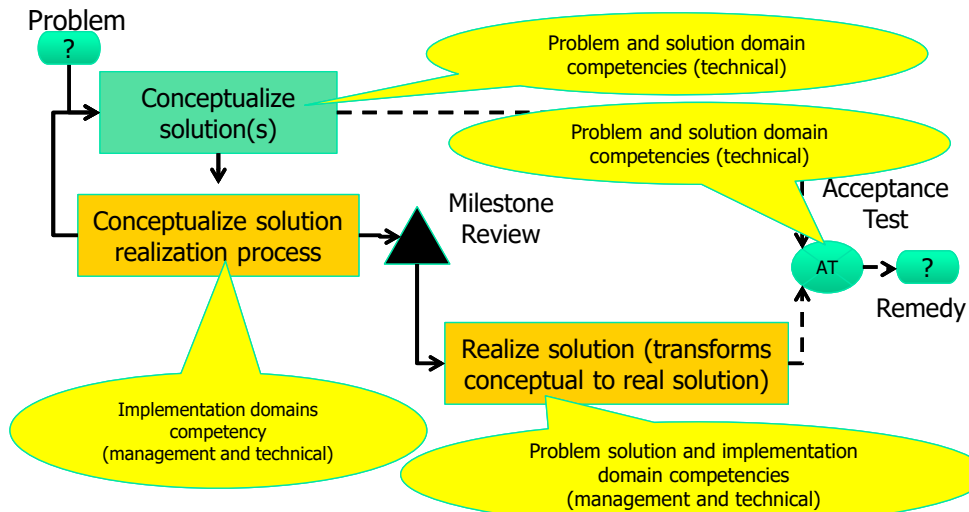 Problem
?
Problem and solution domain
competencies (technical)
Conceptualize
solution(s)
Problem and solution domain
competencies (technical)
Conceptualize solution
realization process
Milestone
Review
Acceptance
Test
AT
?
Remedy
Realize solution (transforms
conceptual to real solution)
Implementation domains
competency
(management and technical)
Problem solution and implementation
domain competencies
(management and technical)